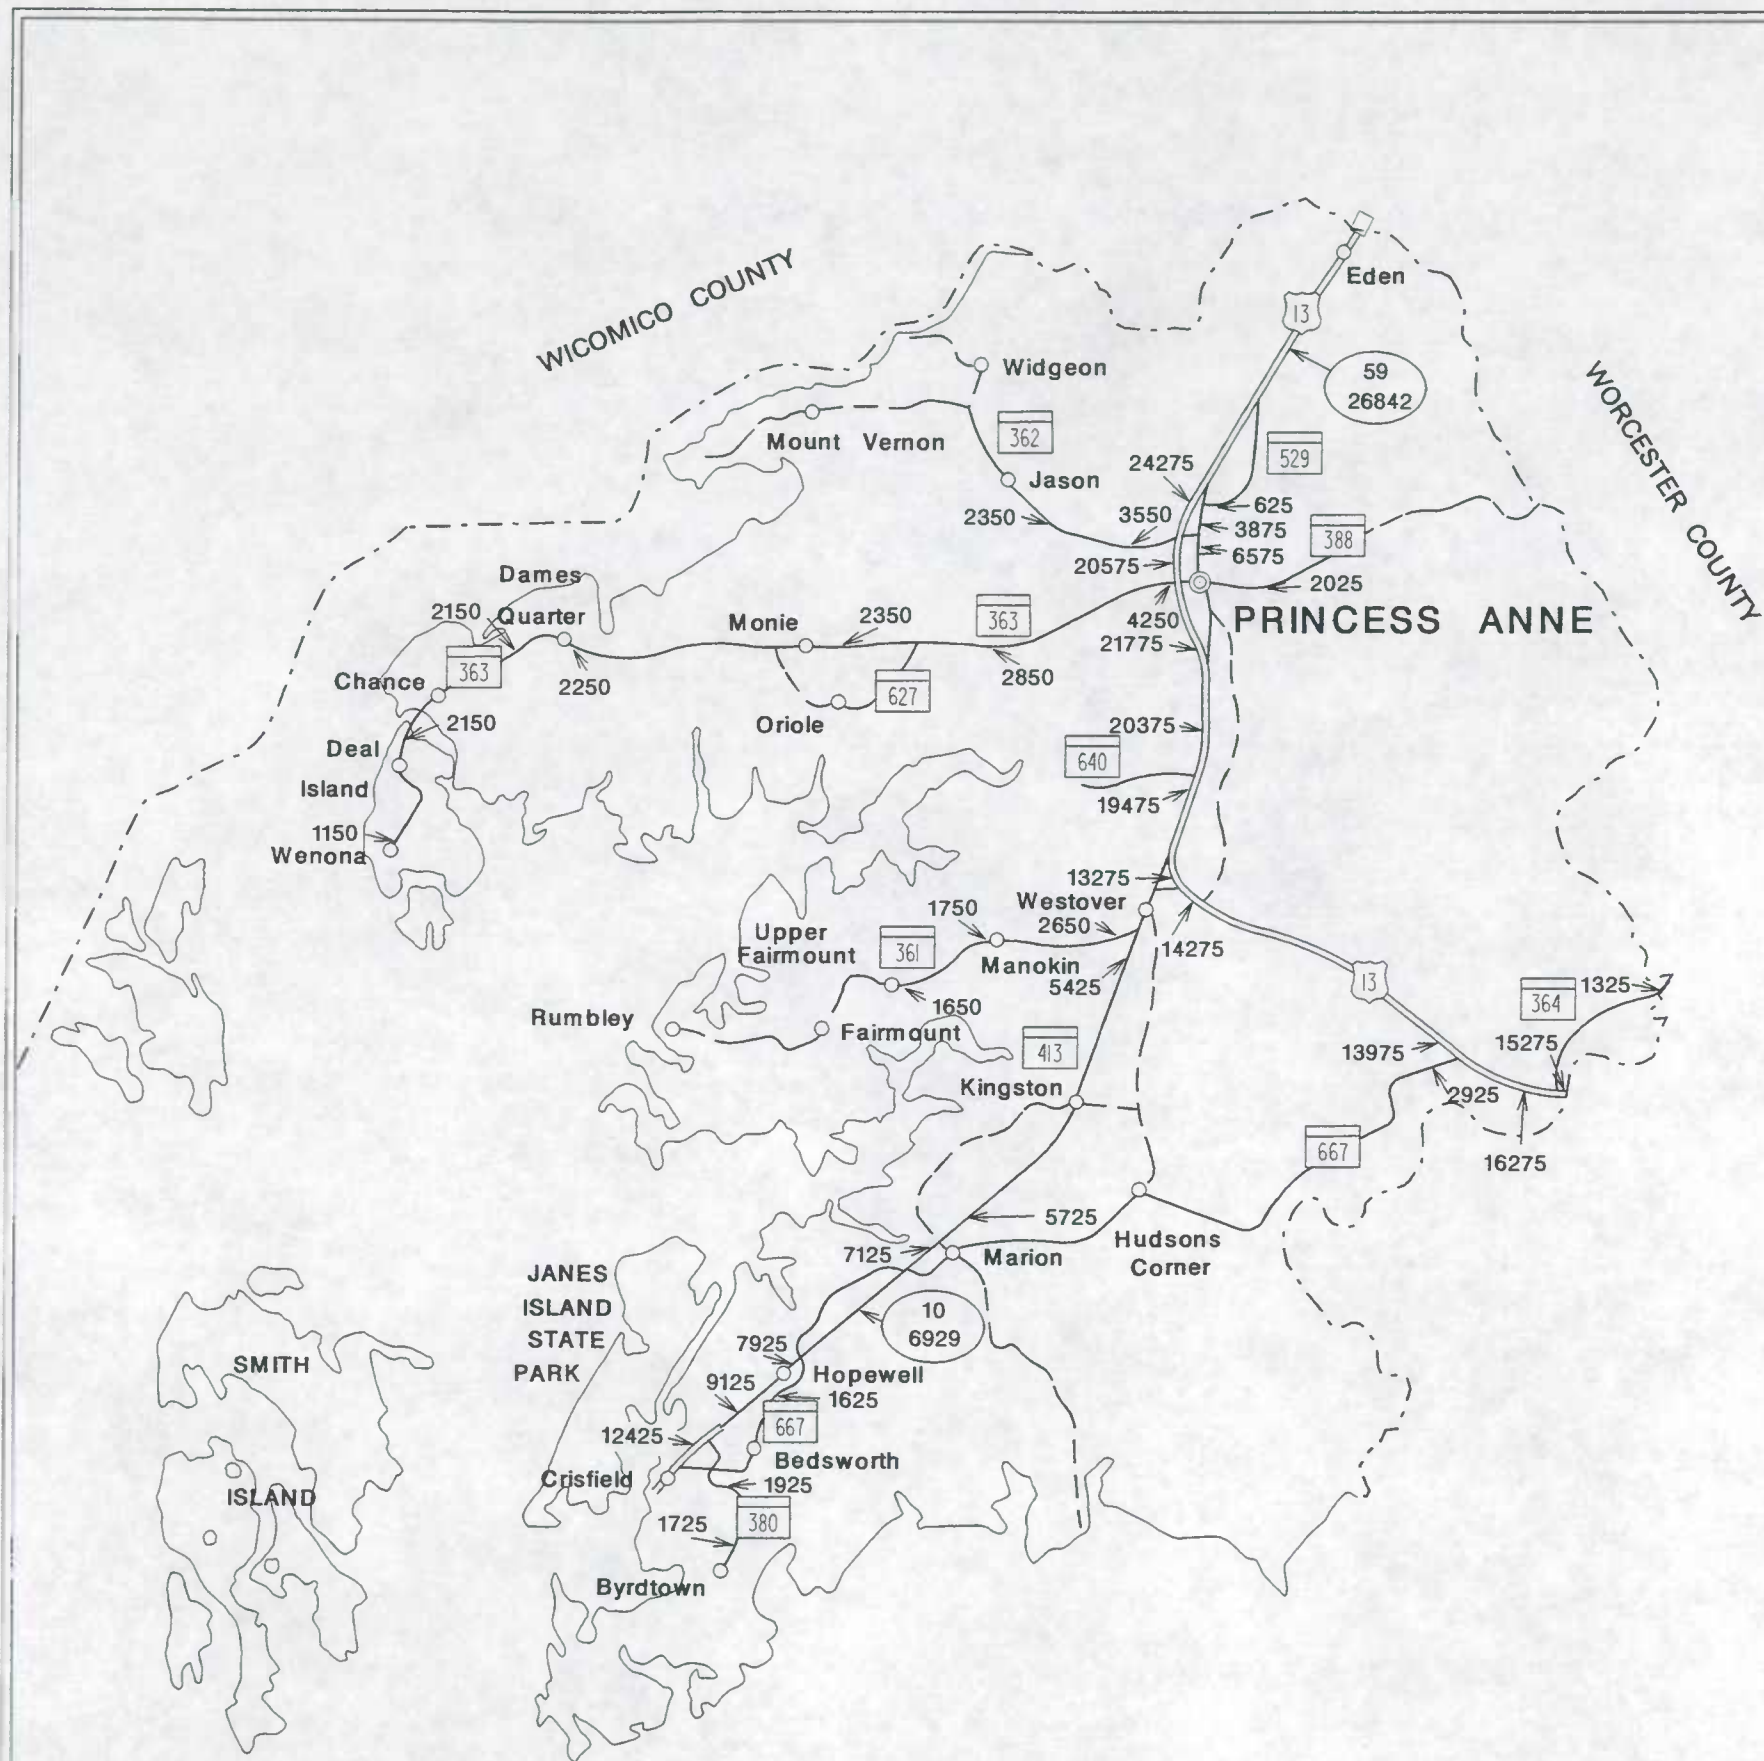 WICOMICO COUNTY
Eden
13
59
26842
WORCESTER COUNTY
Widgeon
Mount Vernon
362
529
24275
Jason
2350
3550
625
3875
388
6575
20575
2025
Dames
Quarter
2150
4250
PRINCESS ANNE
Monie
2350
363
21775
363
Chance
2250
2850
627
2150
Oriole
20375
Deal
Island
640
19475
1150
Wenona
13275
Westover
1750
2650
14275
Upper
Fairmount
361
Manokin
5425
13
1325
364
1650
Rumbley
Fairmount
413
13975
15275
Kingston
2925
667
16275
5725
7125
Marion
Hudsons
Corner
JANES
ISLAND
STATE
PARK
10
6929
SMITH
ISLAND
7925
Hopewell
9125
1625
667
12425
Bedsworth
Crisfield
1925
1725
380
Byrdtown